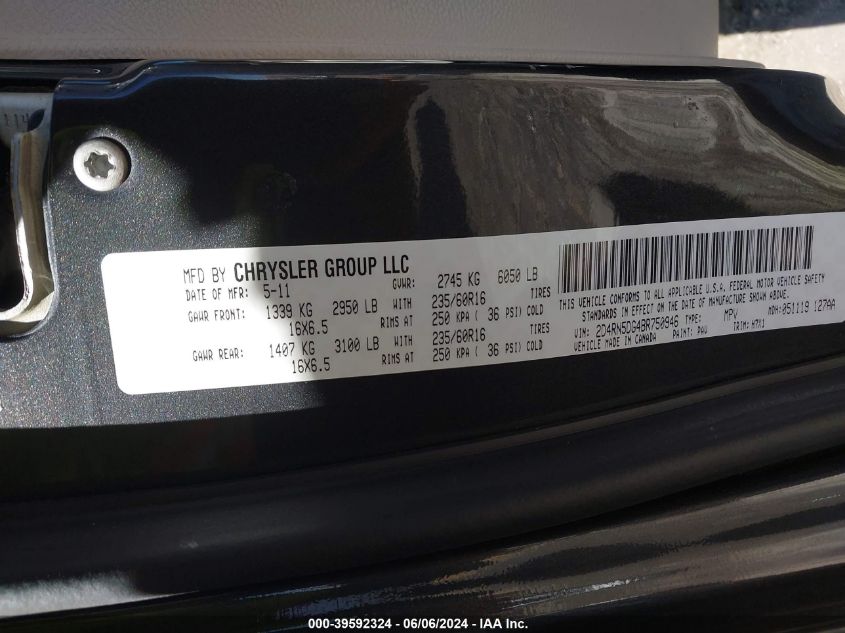 MFD BY CHRYSLER GROUP LLC
DATE OF MFR: 5-11 GVWR: 2745 KG 6050 LB
GAWR FRONT: 1339 KG 2950 LB WITH 235/60R16 TIRES
16X6.5 RIMS AT 250 KPA ( 36 PSI) COLD
GAWR REAR: 1407 KG 3100 LB WITH 235/60R16 TIRES
16X6.5 RIMS AT 250 KPA ( 36 PSI) COLD
THIS VEHICLE CONFORMS TO ALL APPLICABLE U.S.A. FEDERAL MOTOR VEHICLE SAFETY
STANDARDS IN EFFECT ON THE DATE OF MANUFACTURE SHOWN ABOVE.
VIN: 2D4RN5DG4BR750946 TYPE: MPV MDH: 051119 127AA
VEHICLE MADE IN CANADA PAINT: TRIM:
000-39592324 - 06/06/2024 - IAA Inc.